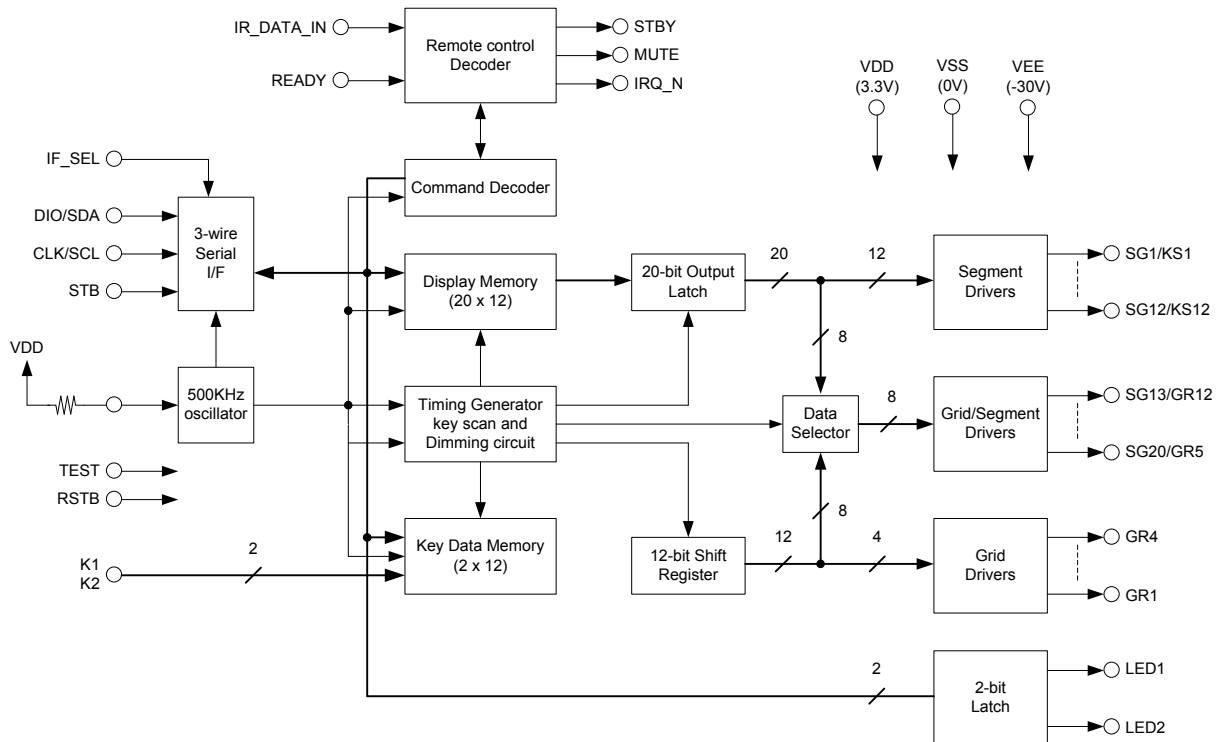 IR_DATA_IN
READY
Remote control
Decoder
STBY
MUTE
IRQ_N
VDD
(3.3V)
VSS
(0V)
VEE
(-30V)
IF_SEL
DIO/SDA
CLK/SCL
STB
3-wire
Serial
I/F
Command Decoder
Display Memory
(20 x 12)
20-bit Output
Latch
20
12
8
Segment
Drivers
SG1/KS1
SG12/KS12
VDD
500KHz
oscillator
Timing Generator
key scan and
Dimming circuit
Data
Selector
8
Grid/Segment
Drivers
SG13/GR12
SG20/GR5
TEST
RSTB
K1
K2
2
Key Data Memory
(2 x 12)
12-bit Shift
Register
12
8
4
Grid
Drivers
GR4
GR1
2
2-bit
Latch
LED1
LED2